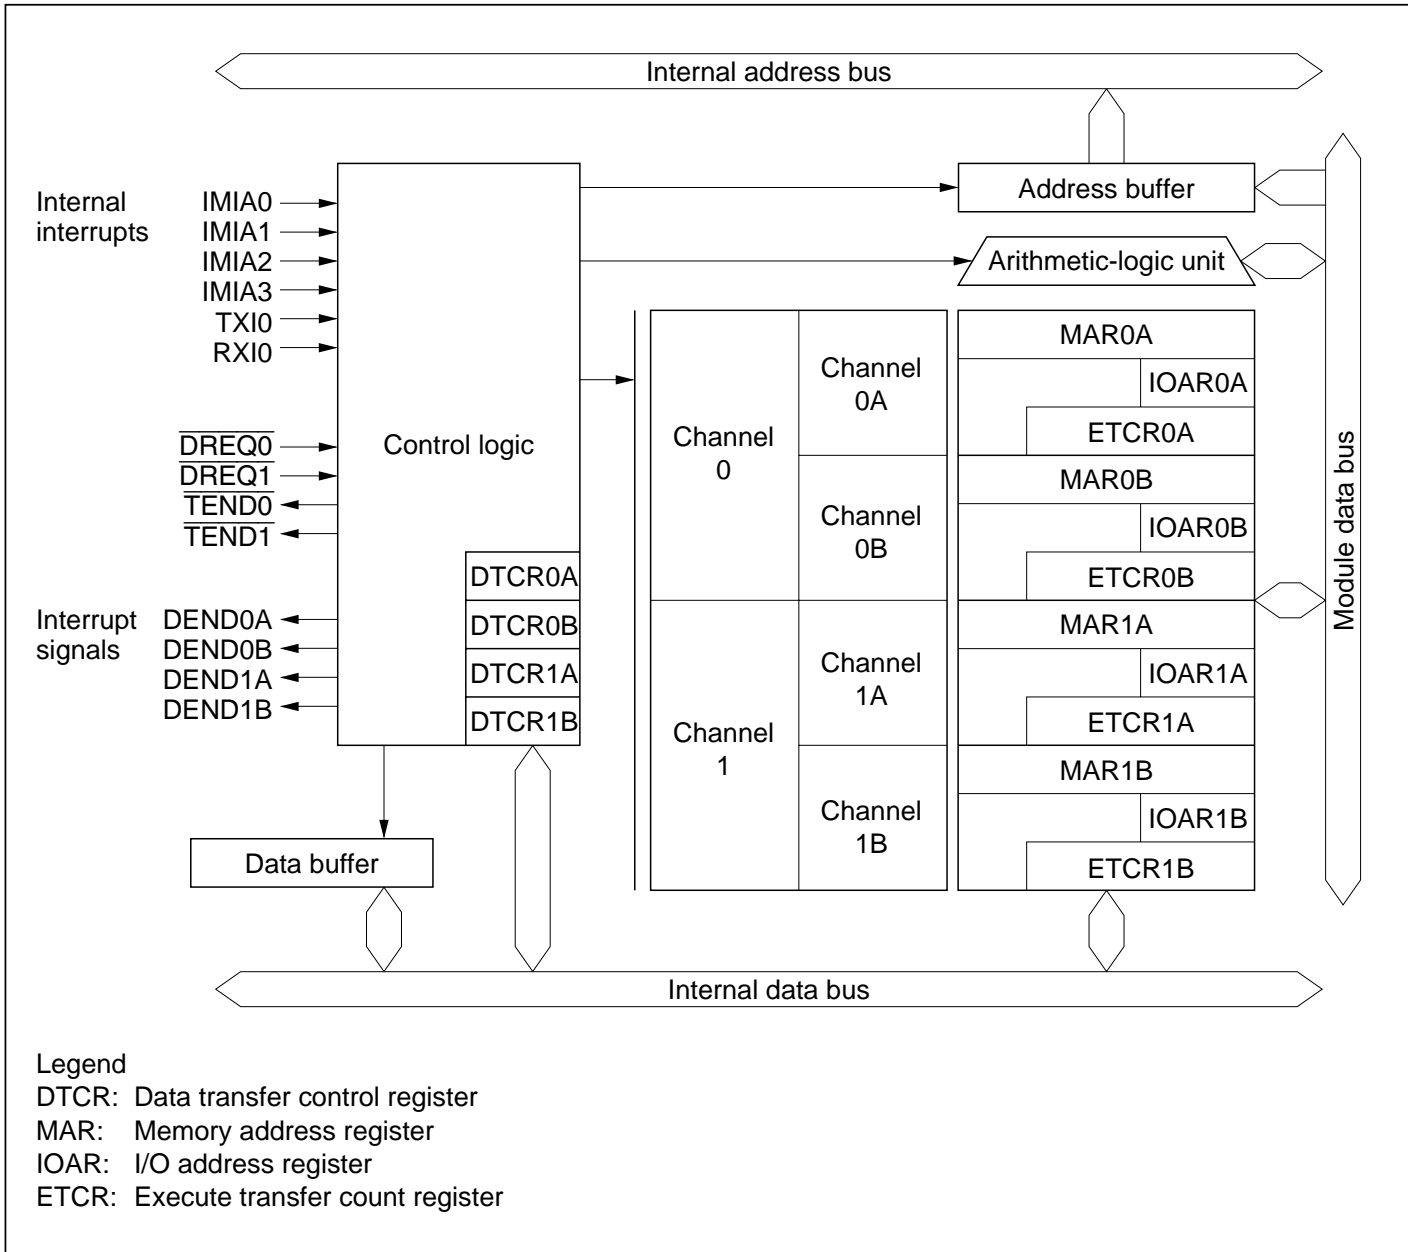 Internal address bus
Internal
interrupts
IMIA0
IMIA1
IMIA2
IMIA3
TXI0
RXI0
DREQ0
DREQ1
TEND0
TEND1
Interrupt
signals
DEND0A
DEND0B
DEND1A
DEND1B
Control logic
DTCR0A
DTCR0B
DTCR1A
DTCR1B
Data buffer
Address buffer
Arithmetic-logic unit
Channel
0
Channel
1
Channel
0A
Channel
0B
Channel
1A
Channel
1B
MAR0A
IOAR0A
ETCR0A
MAR0B
IOAR0B
ETCR0B
MAR1A
IOAR1A
ETCR1A
MAR1B
IOAR1B
ETCR1B
Module data bus
Internal data bus
Legend
DTCR: Data transfer control register
MAR: Memory address register
IOAR: I/O address register
ETCR: Execute transfer count register